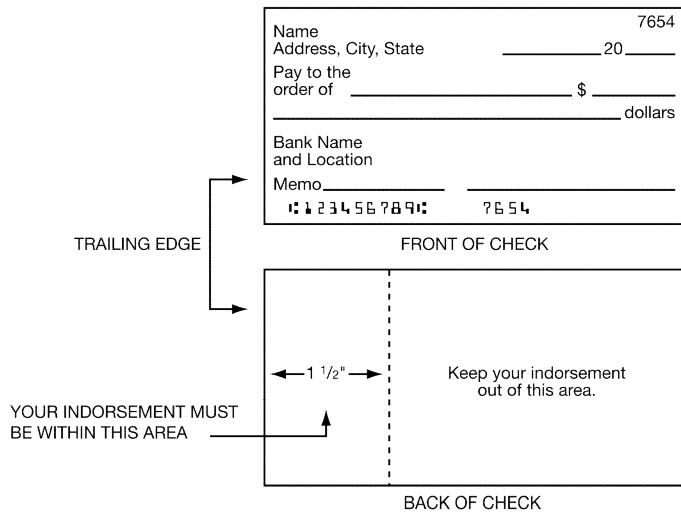 7654
Name
Address, City, State 20
Pay to the
order of $
dollars
Bank Name
and Location
Memo
⑆123456789⑆ 7654
TRAILING EDGE
FRONT OF CHECK
1 1/2"
Keep your indorsement
out of this area.
YOUR INDORSEMENT MUST
BE WITHIN THIS AREA
BACK OF CHECK